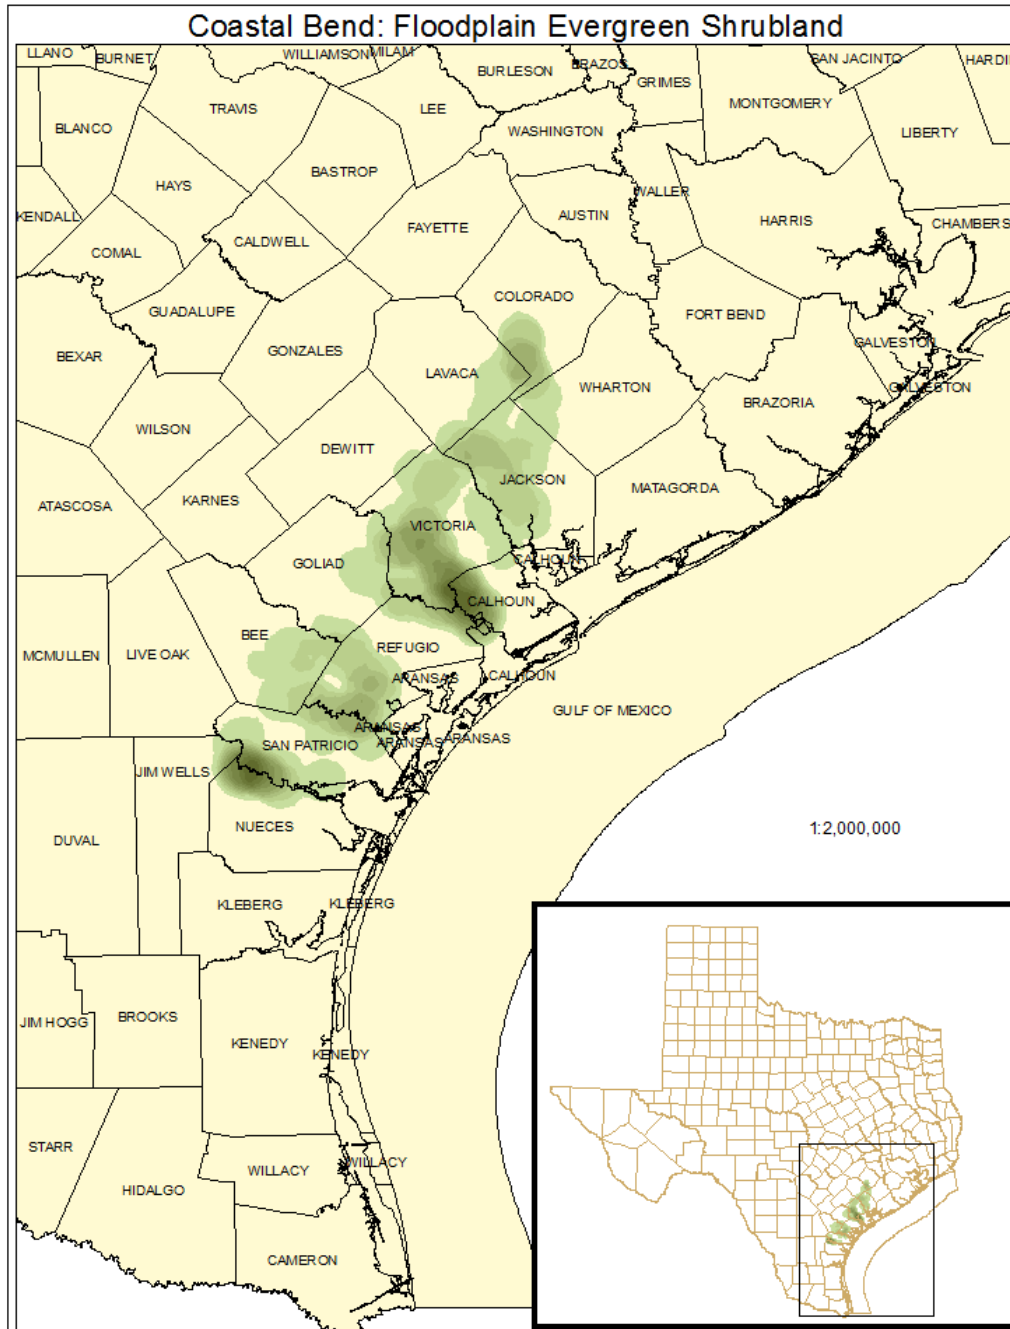 Coastal Bend: Floodplain Evergreen Shrubland
LLANO
BURNET
WILLIAMSON
MILAM
BURLESON
BRAZOS
GRIMES
SAN JACINTO
HARDI
BLANCO
TRAVIS
LEE
WASHINGTON
MONTGOMERY
LIBERTY
HAYS
BASTROP
WALLER
KENDALL
COMAL
CALDWELL
FAYETTE
AUSTIN
HARRIS
CHAMBERS
GUADALUPE
COLORADO
FORT BEND
BEXAR
GONZALES
LAVACA
WHARTON
GALVESTON
GALVESTON
BRAZORIA
WILSON
DEWITT
ATASCOSA
KARNES
JACKSON
MATAGORDA
VICTORIA
GOLIAD
CALHOUN
CALHOUN
MCMULLEN
LIVE OAK
BEE
REFUGIO
ARANSAS
CALHOUN
GULF OF MEXICO
ARANSAS
ARANSAS
ARANSAS
SAN PATRICIO
JIM WELLS
DUVAL
NUECES
1:2,000,000
KLEBERG
KLEBERG
JIM HOGG
BROOKS
KENEDY
KENEDY
STARR
HIDALGO
WILLACY
WILLACY
CAMERON